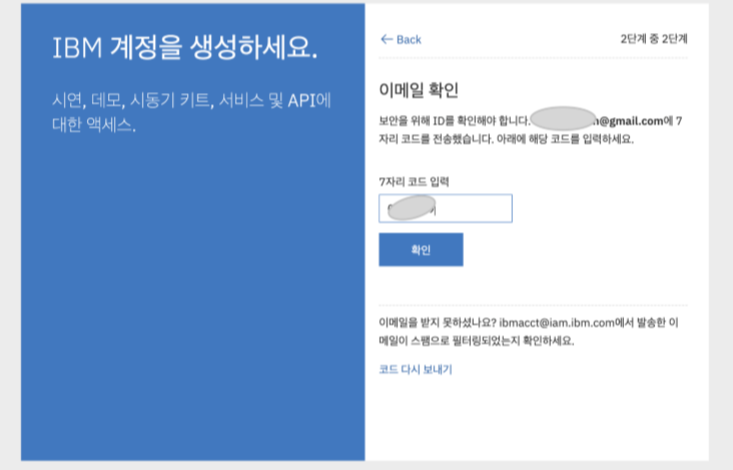 IBM 계정을 생성하세요.
시연, 데모, 시동기 키트, 서비스 및 API에
대한 액세스.
← Back
2단계 중 2단계
이메일 확인
보안을 위해 ID를 확인해야 합니다. @gmail.com에 7
자리 코드를 전송했습니다. 아래에 해당 코드를 입력하세요.
7자리 코드 입력
확인
이메일을 받지 못하셨나요? ibmacct@iam.ibm.com에서 발송한 이
메일이 스팸으로 필터링되었는지 확인하세요.
코드 다시 보내기